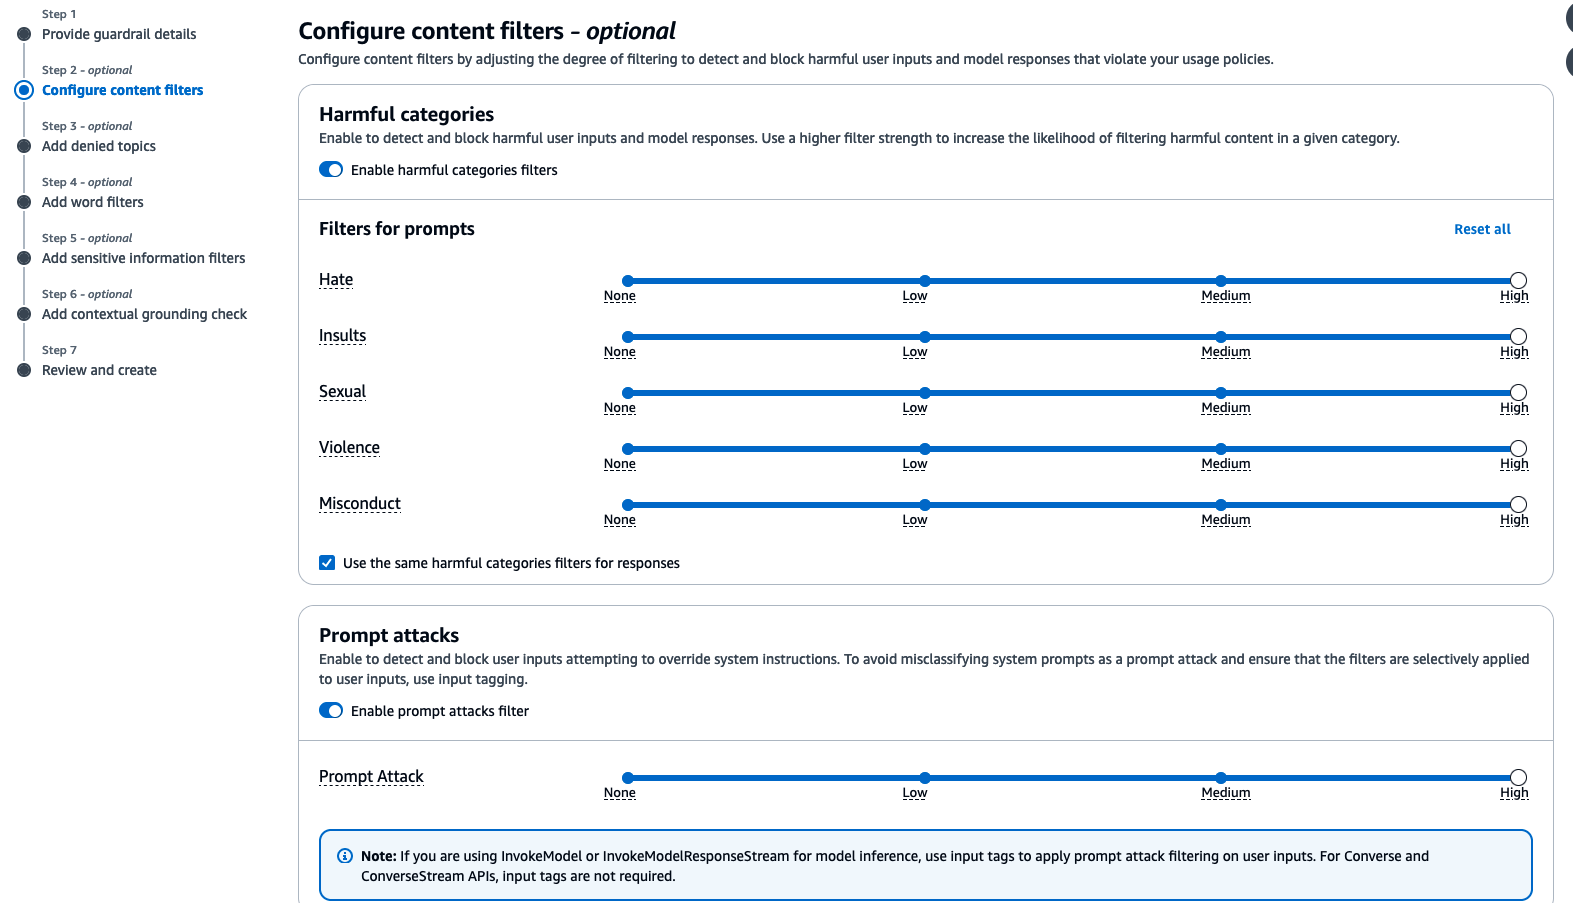 Step 1
Provide guardrail details
Step 2 - optional
Configure content filters
Step 3 - optional
Add denied topics
Step 4 - optional
Add word filters
Step 5 - optional
Add sensitive information filters
Step 6 - optional
Add contextual grounding check
Step 7
Review and create
Configure content filters - optional
Configure content filters by adjusting the degree of filtering to detect and block harmful user inputs and model responses that violate your usage policies.
Harmful categories
Enable to detect and block harmful user inputs and model responses. Use a higher filter strength to increase the likelihood of filtering harmful content in a given category.
Enable harmful categories filters
Filters for prompts
Reset all
Hate
None Low Medium High
Insults
None Low Medium High
Sexual
None Low Medium High
Violence
None Low Medium High
Misconduct
None Low Medium High
Use the same harmful categories filters for responses
Prompt attacks
Enable to detect and block user inputs attempting to override system instructions. To avoid misclassifying system prompts as a prompt attack and ensure that the filters are selectively applied
to user inputs, use input tagging.
Enable prompt attacks filter
Prompt Attack
None Low Medium High
Note: If you are using InvokeModel or InvokeModelResponseStream for model inference, use input tags to apply prompt attack filtering on user inputs. For Converse and
ConverseStream APIs, input tags are not required.